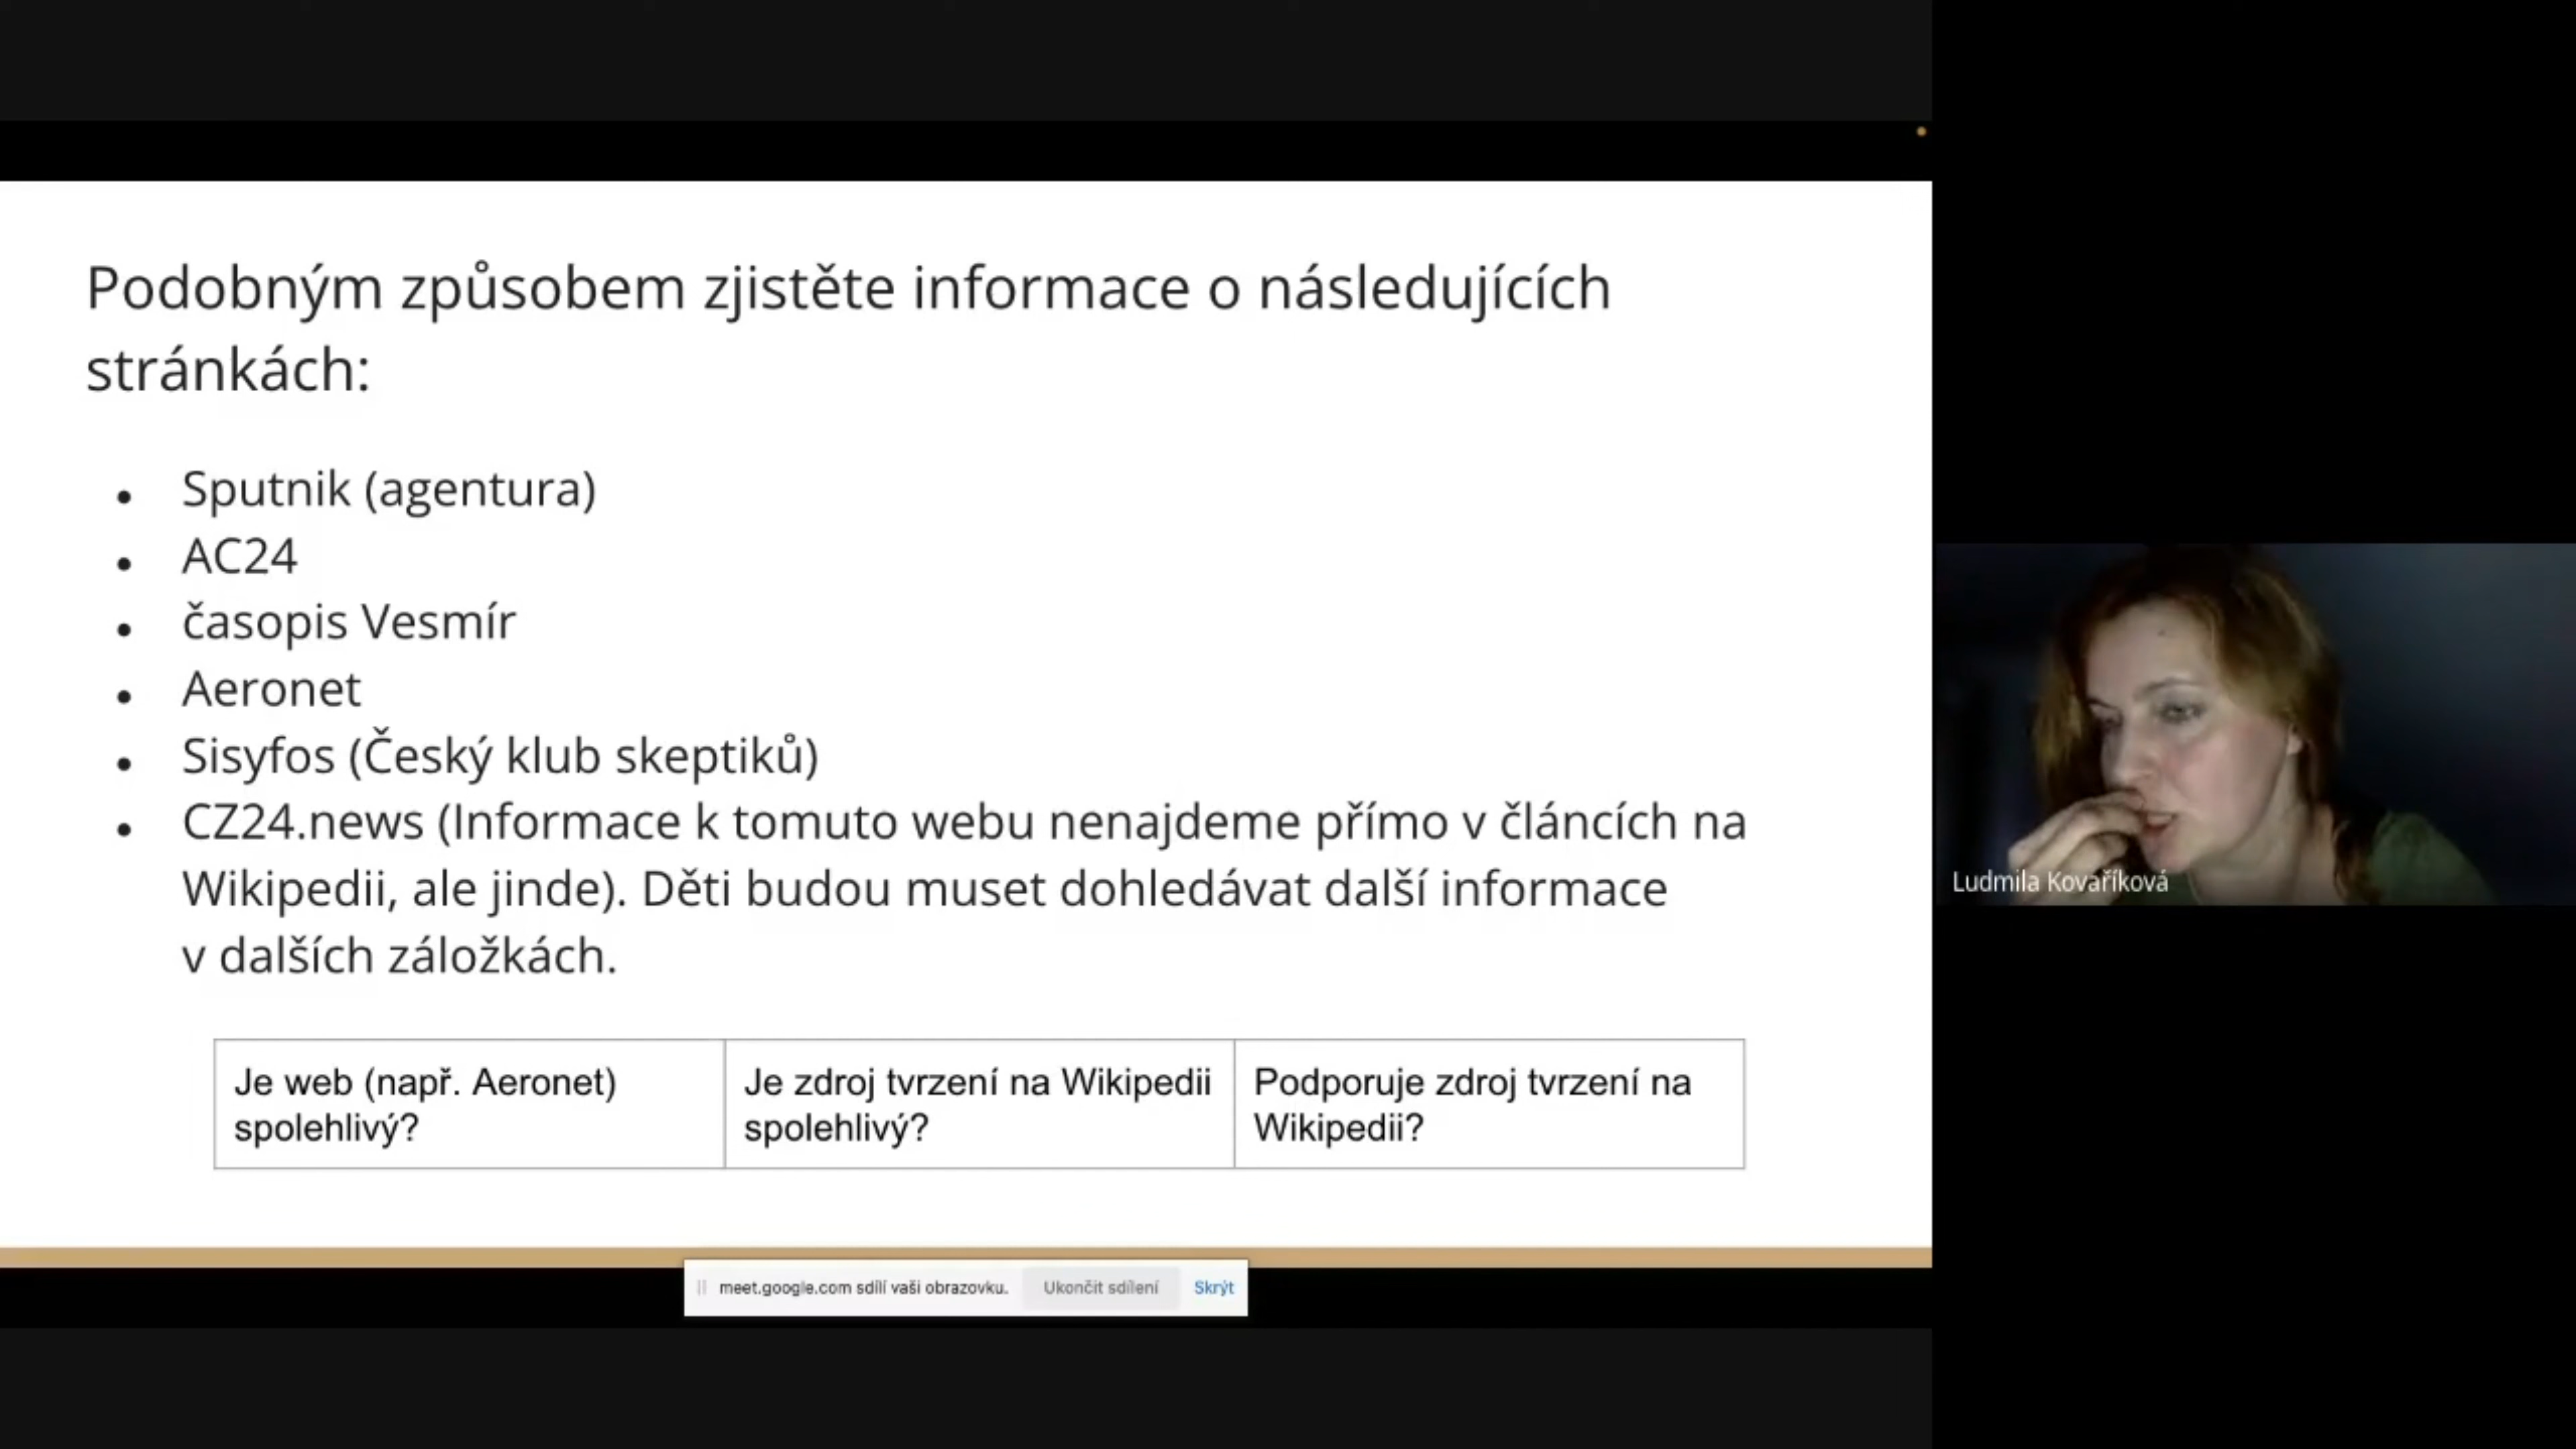 Podobným způsobem zjistěte informace o následujících
stránkách:
• Sputnik (agentura)
• AC24
• časopis Vesmír
• Aeronet
• Sisyfos (Český klub skeptiků)
• CZ24.news (Informace k tomuto webu nenajdeme přímo v článcích na
Wikipedii, ale jinde). Děti budou muset dohledávat další informace
v dalších záložkách.
Je web (např. Aeronet)
spolehlivý?
Je zdroj tvrzení na Wikipedii
spolehlivý?
Podporuje zdroj tvrzení na
Wikipedii?
meet.google.com sdílí vaši obrazovku. Ukončit sdílení Skrýt
Ludmila Kovaříková